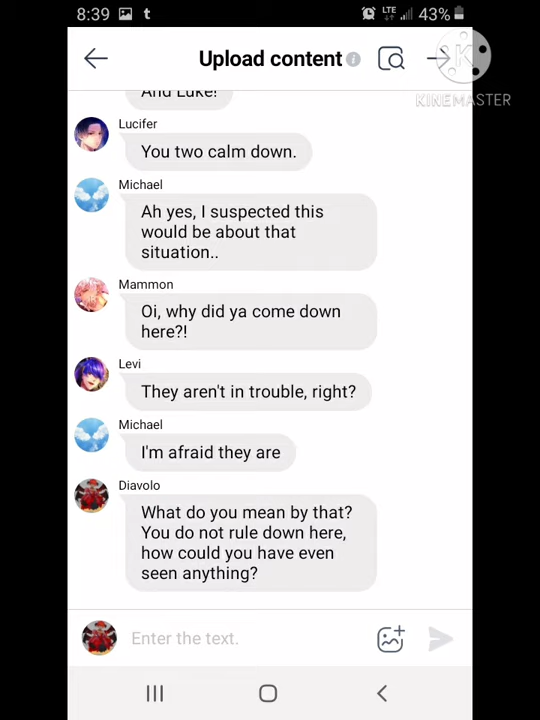 8:39 t LTE 43%
Upload content i
K
KINEMASTER
And Luke!
Lucifer
You two calm down.
Michael
Ah yes, I suspected this
would be about that
situation..
Mammon
Oi, why did ya come down
here?!
Levi
They aren't in trouble, right?
Michael
I'm afraid they are
Diavolo
What do you mean by that?
You do not rule down here,
how could you have even
seen anything?
Enter the text.